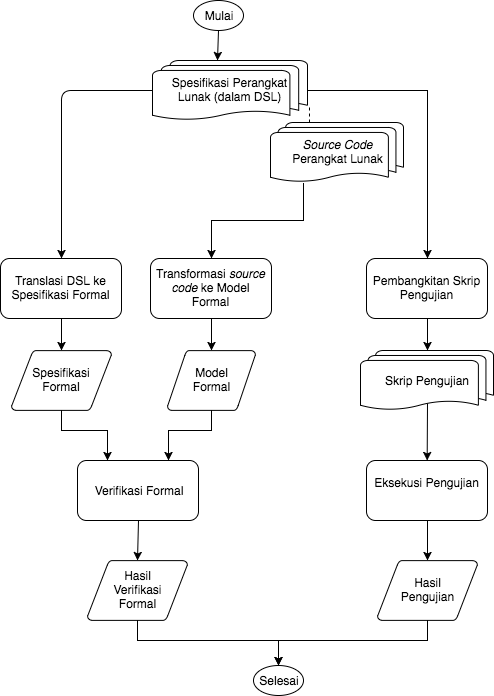 Mulai
Spesifikasi Perangkat
Lunak (dalam DSL)
Source Code
Perangkat Lunak
Translasi DSL ke
Spesifikasi Formal
Transformasi source
code ke Model
Formal
Pembangkitan Skrip
Pengujian
Spesifikasi
Formal
Model
Formal
Skrip Pengujian
Verifikasi Formal
Eksekusi Pengujian
Hasil
Verifikasi
Formal
Hasil
Pengujian
Selesai